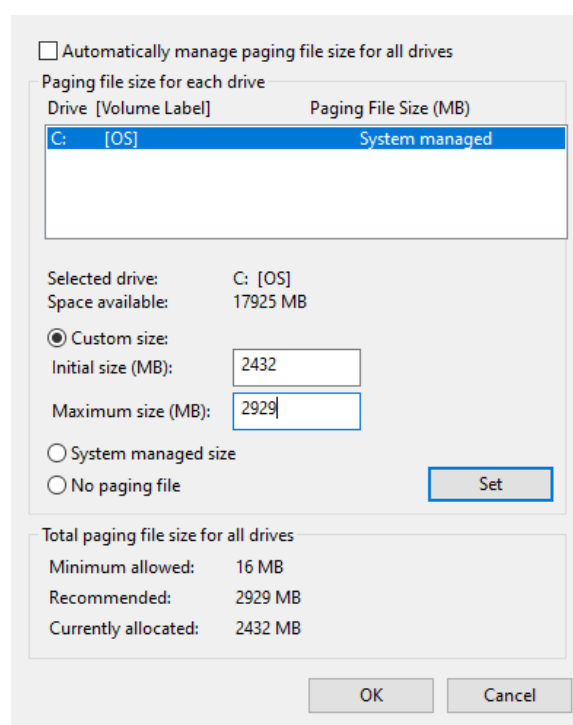 Automatically manage paging file size for all drives
Paging file size for each drive
Drive [Volume Label] Paging File Size (MB)
C: [OS] System managed
Selected drive: C: [OS]
Space available: 17925 MB
Custom size:
Initial size (MB): 2432
Maximum size (MB): 2929
System managed size
No paging file Set
Total paging file size for all drives
Minimum allowed: 16 MB
Recommended: 2929 MB
Currently allocated: 2432 MB
OK Cancel